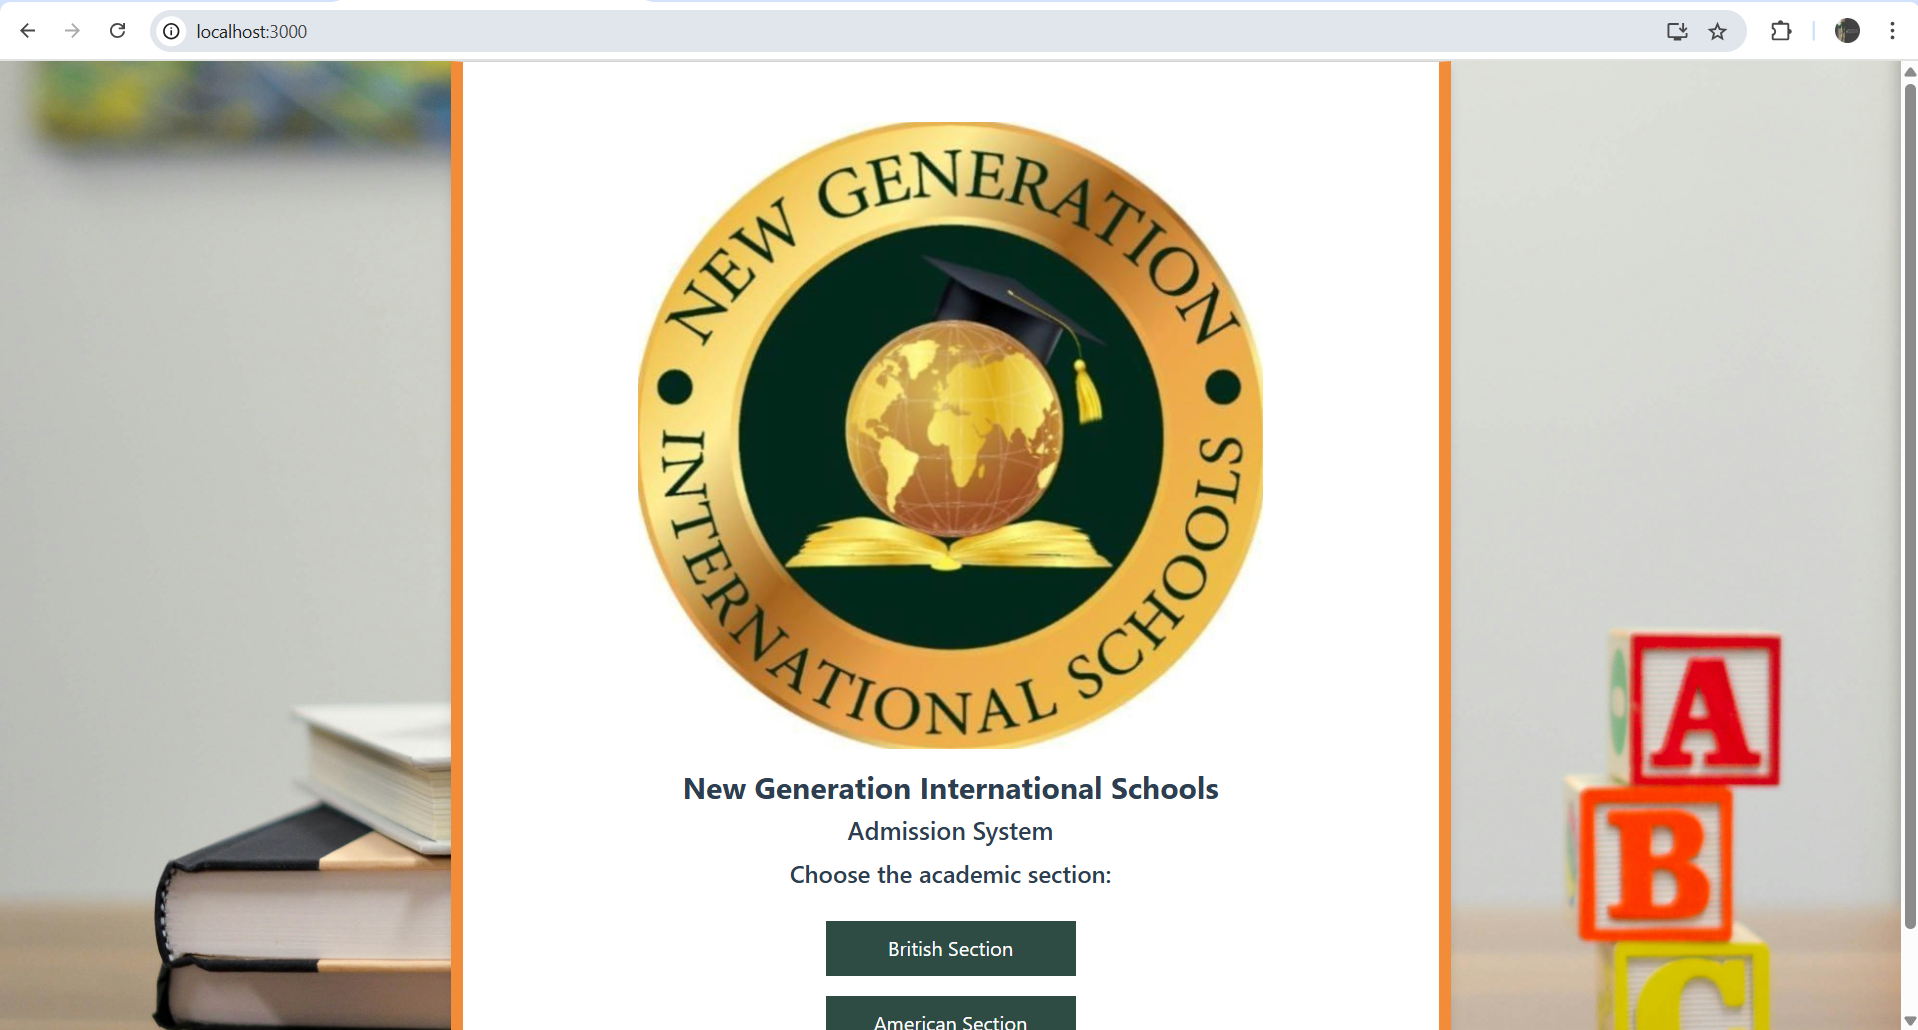 localhost:3000
NEW GENERATION
INTERNATIONAL SCHOOLS
New Generation International Schools
Admission System
Choose the academic section:
British Section
American Section
A
B
C